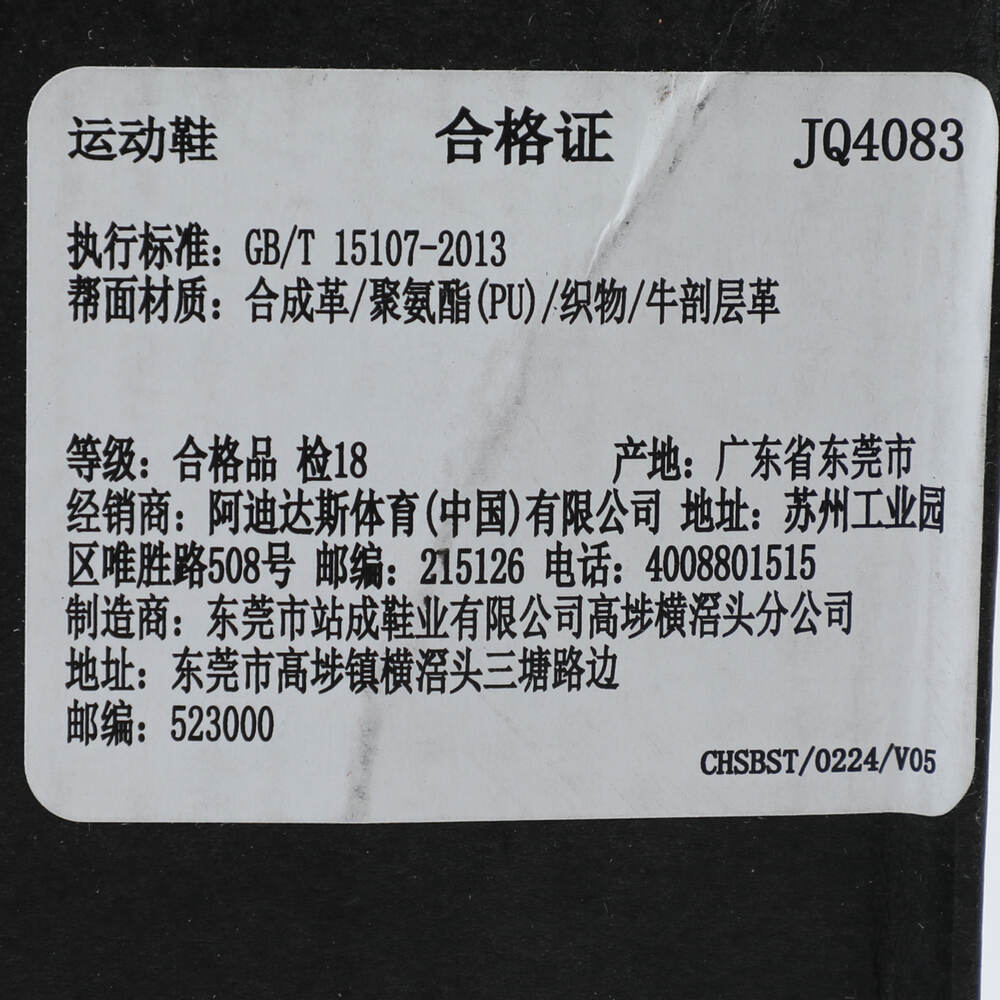 运动鞋 合格证 JQ4083
执行标准：GB/T 15107-2013
帮面材质：合成革/聚氨酯(PU)/织物/牛剖层革
等级：合格品 检18 产地：广东省东莞市
经销商：阿迪达斯体育(中国)有限公司 地址：苏州工业园
区唯胜路508号 邮编：215126 电话：4008801515
制造商：东莞市站成鞋业有限公司高埗横滘头分公司
地址：东莞市高埗镇横滘头三塘路边
邮编：523000
CHSBST/0224/V05